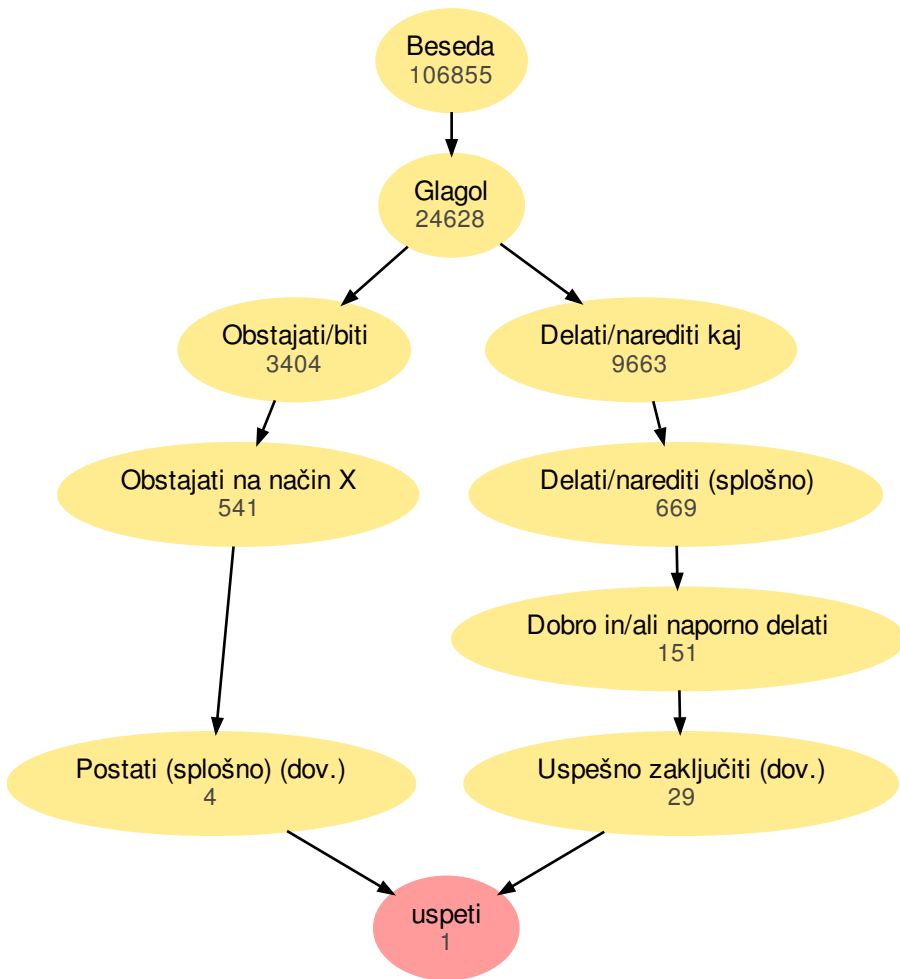 Beseda
106855
Glagol
24628
Obstajati/biti
3404
Delati/narediti kaj
9663
Obstajati na način X
541
Delati/narediti (splošno)
669
Dobro in/ali naporno delati
151
Postati (splošno) (dov.)
4
Uspešno zaključiti (dov.)
29
uspeti
1